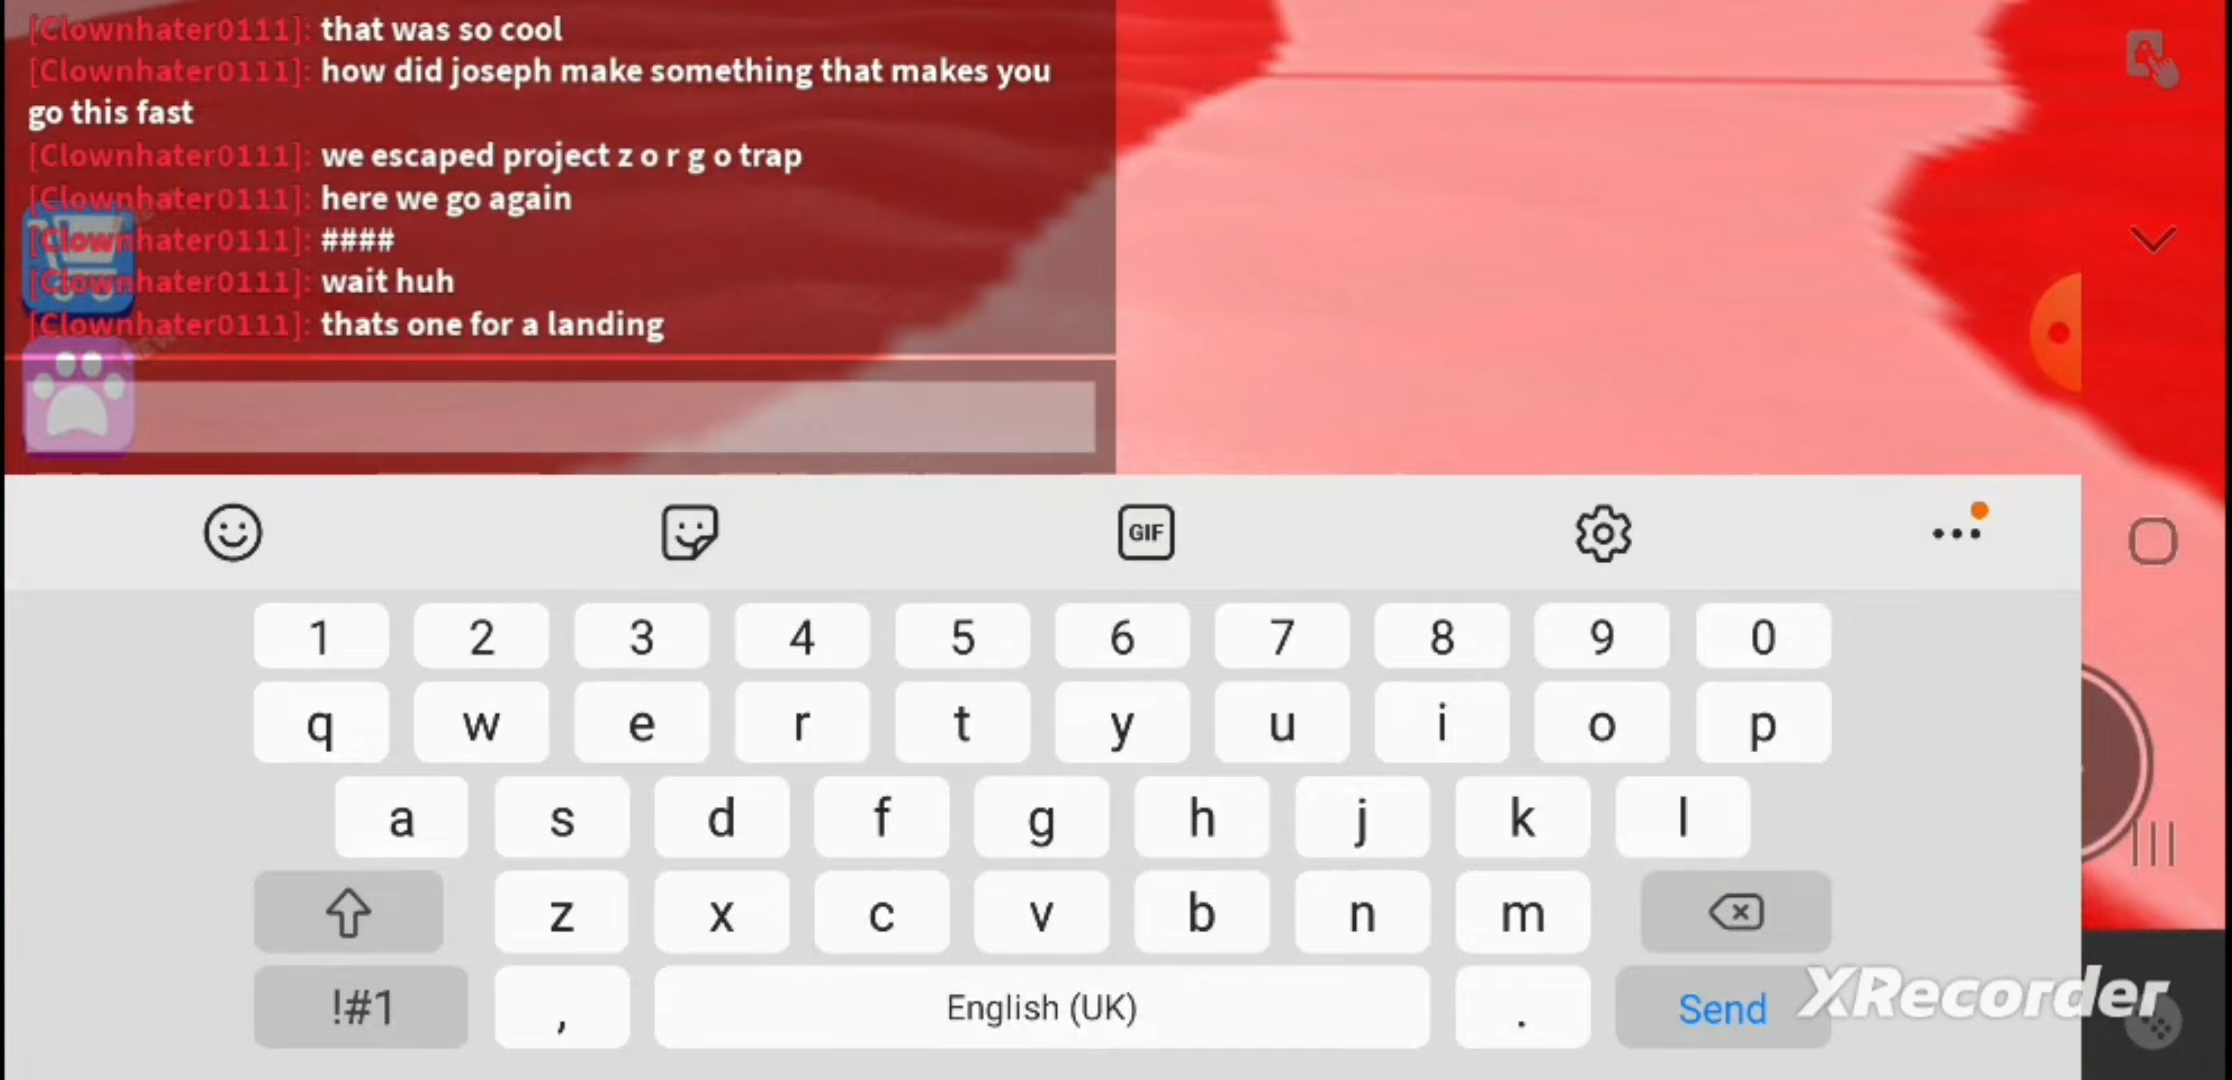 [Clownhater0111]: that was so cool
[Clownhater0111]: how did joseph make something that makes you
go this fast
[Clownhater0111]: we escaped project z o r g o trap
[Clownhater0111]: here we go again
[Clownhater0111]: ####
[Clownhater0111]: wait huh
[Clownhater0111]: thats one for a landing
GIF
1 2 3 4 5 6 7 8 9 0
q w e r t y u i o p
a s d f g h j k l
z x c v b n m
!#1 , English (UK) . Send
XRecorder